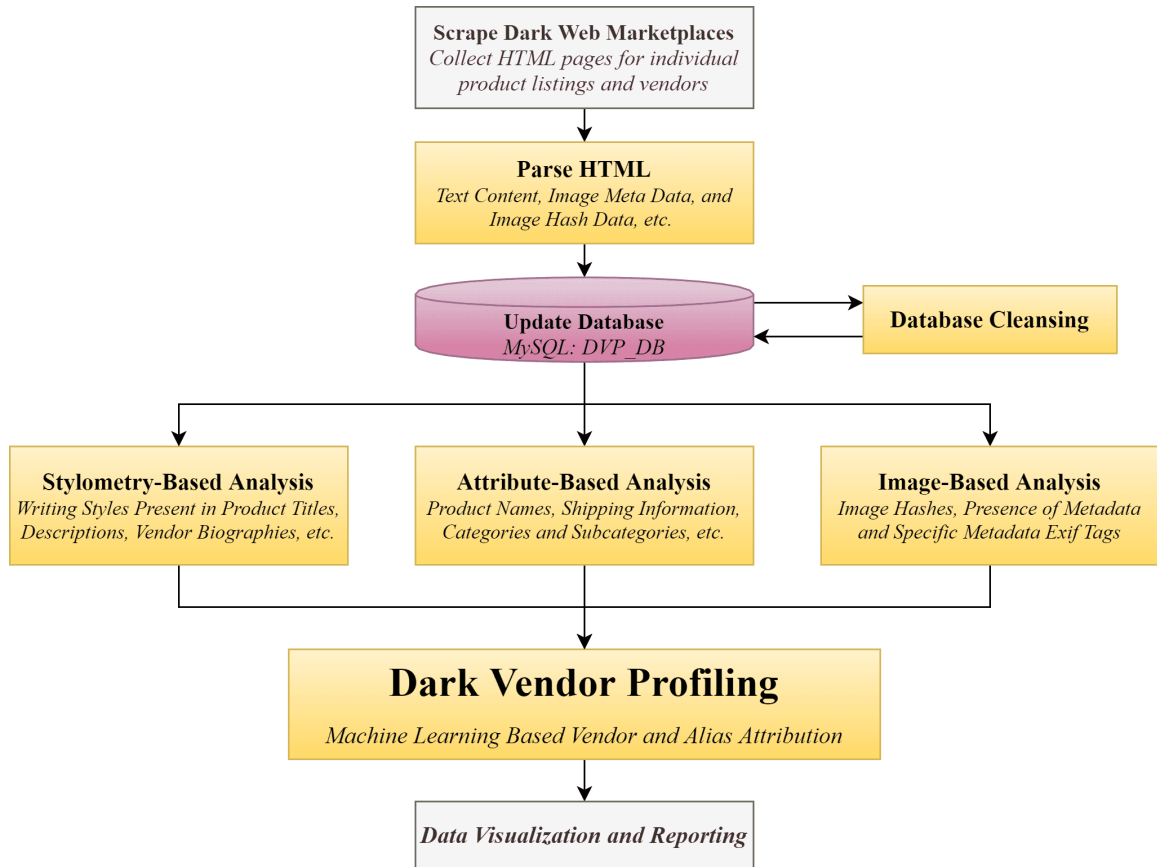 Scrape Dark Web Marketplaces
Collect HTML pages for individual
product listings and vendors
Parse HTML
Text Content, Image Meta Data, and
Image Hash Data, etc.
Update Database
MySQL: DVP_DB
Database Cleansing
Stylometry-Based Analysis
Writing Styles Present in Product Titles,
Descriptions, Vendor Biographies, etc.
Attribute-Based Analysis
Product Names, Shipping Information,
Categories and Subcategories, etc.
Image-Based Analysis
Image Hashes, Presence of Metadata
and Specific Metadata Exif Tags
Dark Vendor Profiling
Machine Learning Based Vendor and Alias Attribution
Data Visualization and Reporting